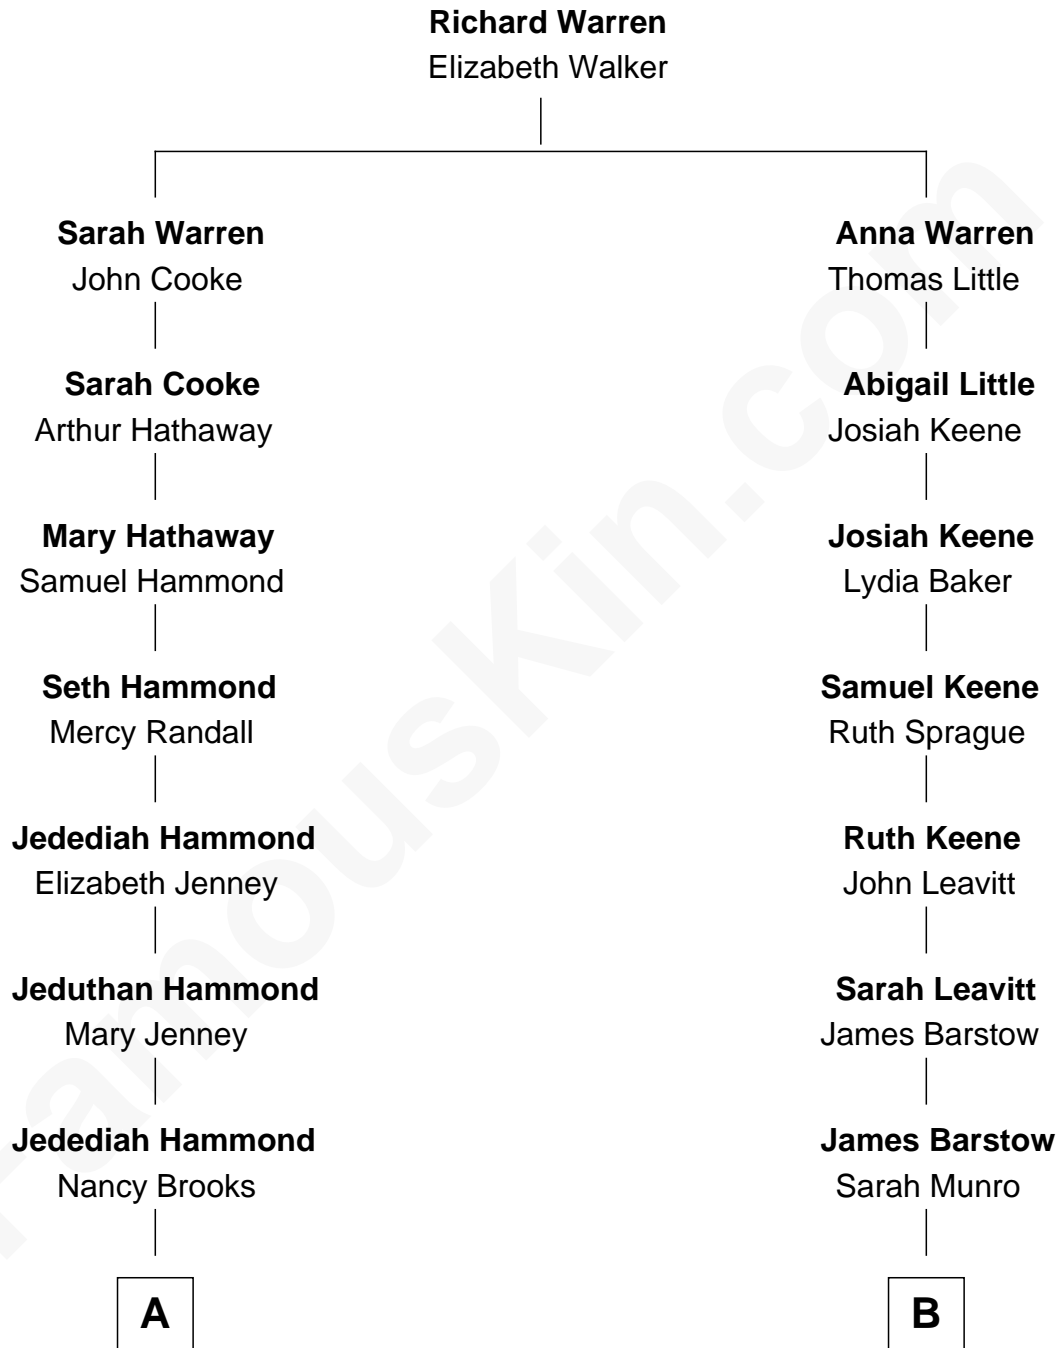 Richard Warren
Elizabeth Walker
Sarah Warren
John Cooke
Anna Warren
Thomas Little
Sarah Cooke
Arthur Hathaway
Abigail Little
Josiah Keene
Mary Hathaway
Samuel Hammond
Josiah Keene
Lydia Baker
Seth Hammond
Mercy Randall
Samuel Keene
Ruth Sprague
Jedediah Hammond
Elizabeth Jenney
Ruth Keene
John Leavitt
Jeduthan Hammond
Mary Jenney
Sarah Leavitt
James Barstow
Jedediah Hammond
Nancy Brooks
James Barstow
Sarah Munro
A
B
FamousKin.com